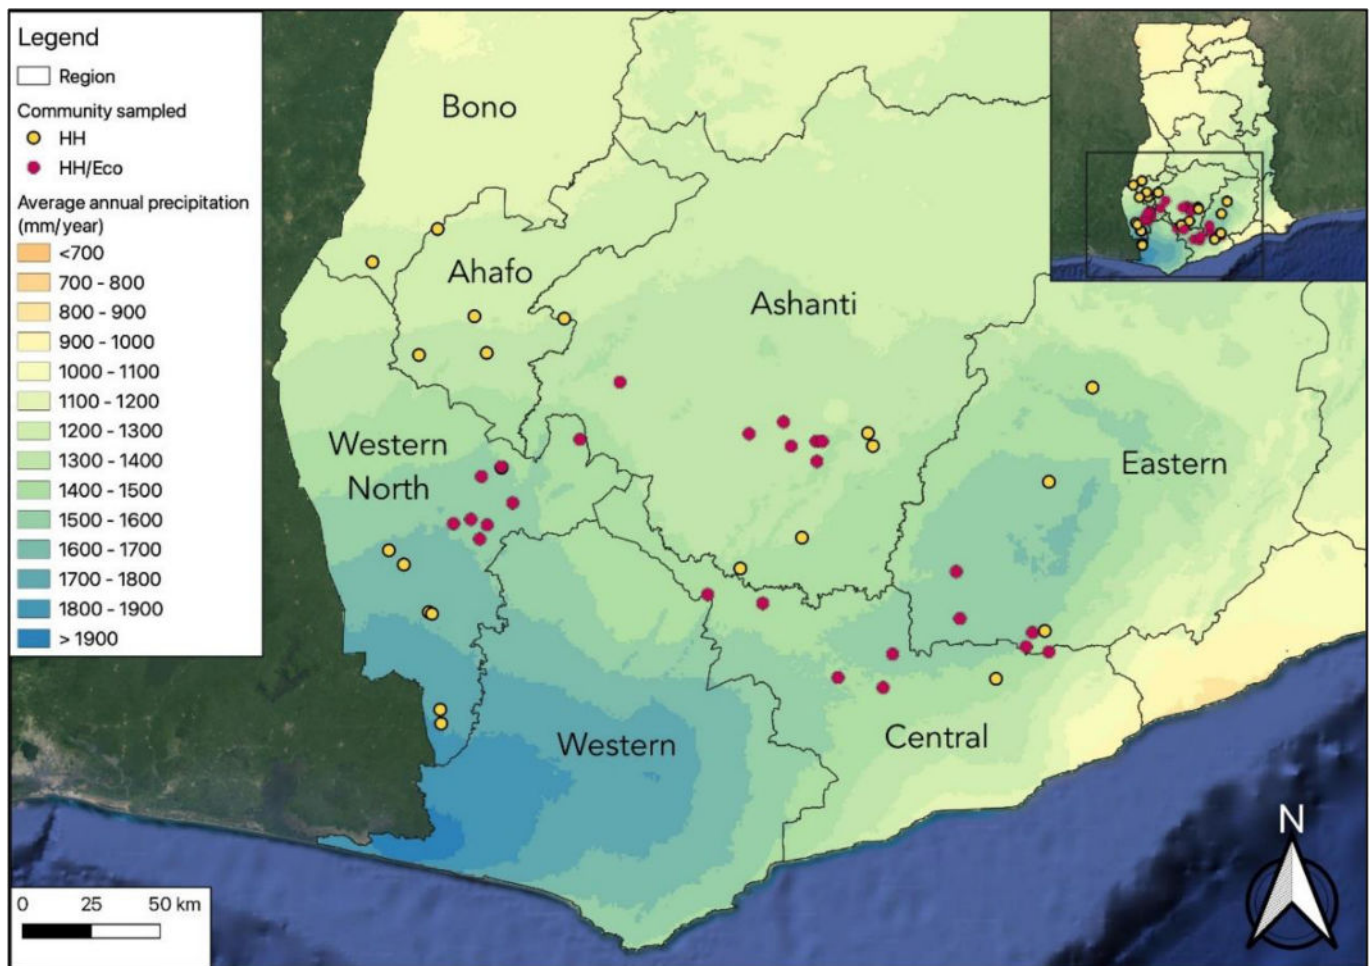 Legend
Region
Community sampled
HH
HH/Eco
Average annual precipitation
(mm/year)
<700
700 - 800
800 - 900
900 - 1000
1000 - 1100
1100 - 1200
1200 - 1300
1300 - 1400
1400 - 1500
1500 - 1600
1600 - 1700
1700 - 1800
1800 - 1900
> 1900
Bono
Ahafo
Ashanti
Western
North
Eastern
Western
Central
0 25 50 km
N